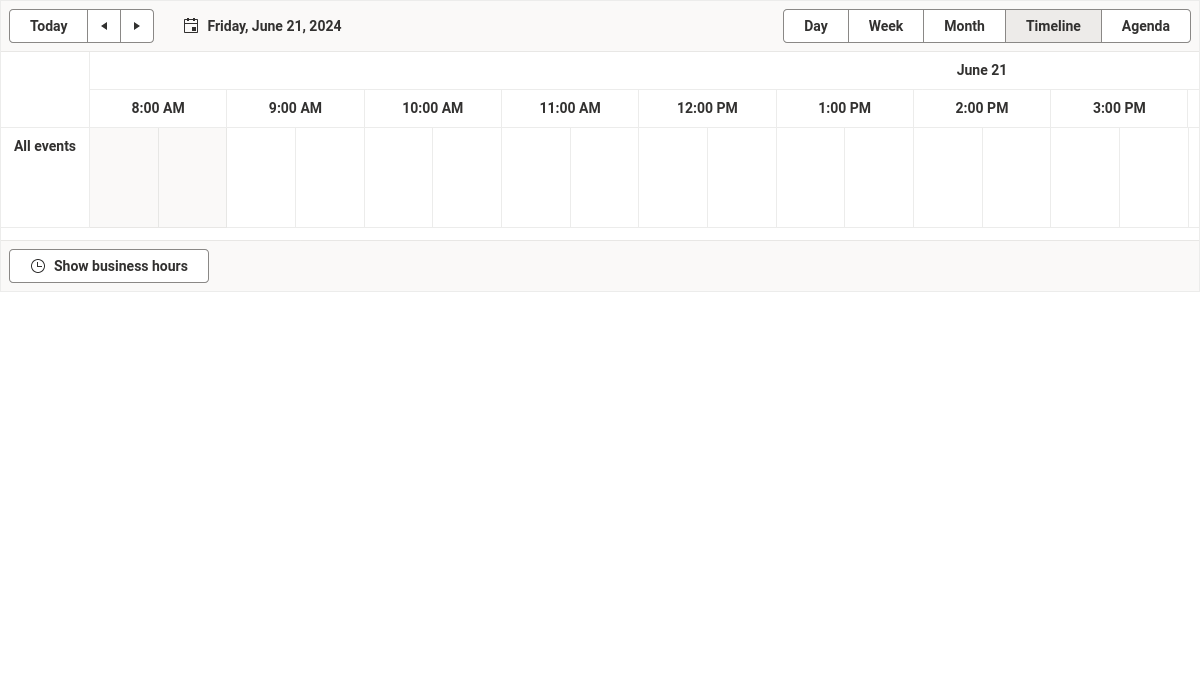 Today Friday, June 21, 2024 Day Week Month Timeline Agenda
June 21
8:00 AM 9:00 AM 10:00 AM 11:00 AM 12:00 PM 1:00 PM 2:00 PM 3:00 PM
All events
Show business hours